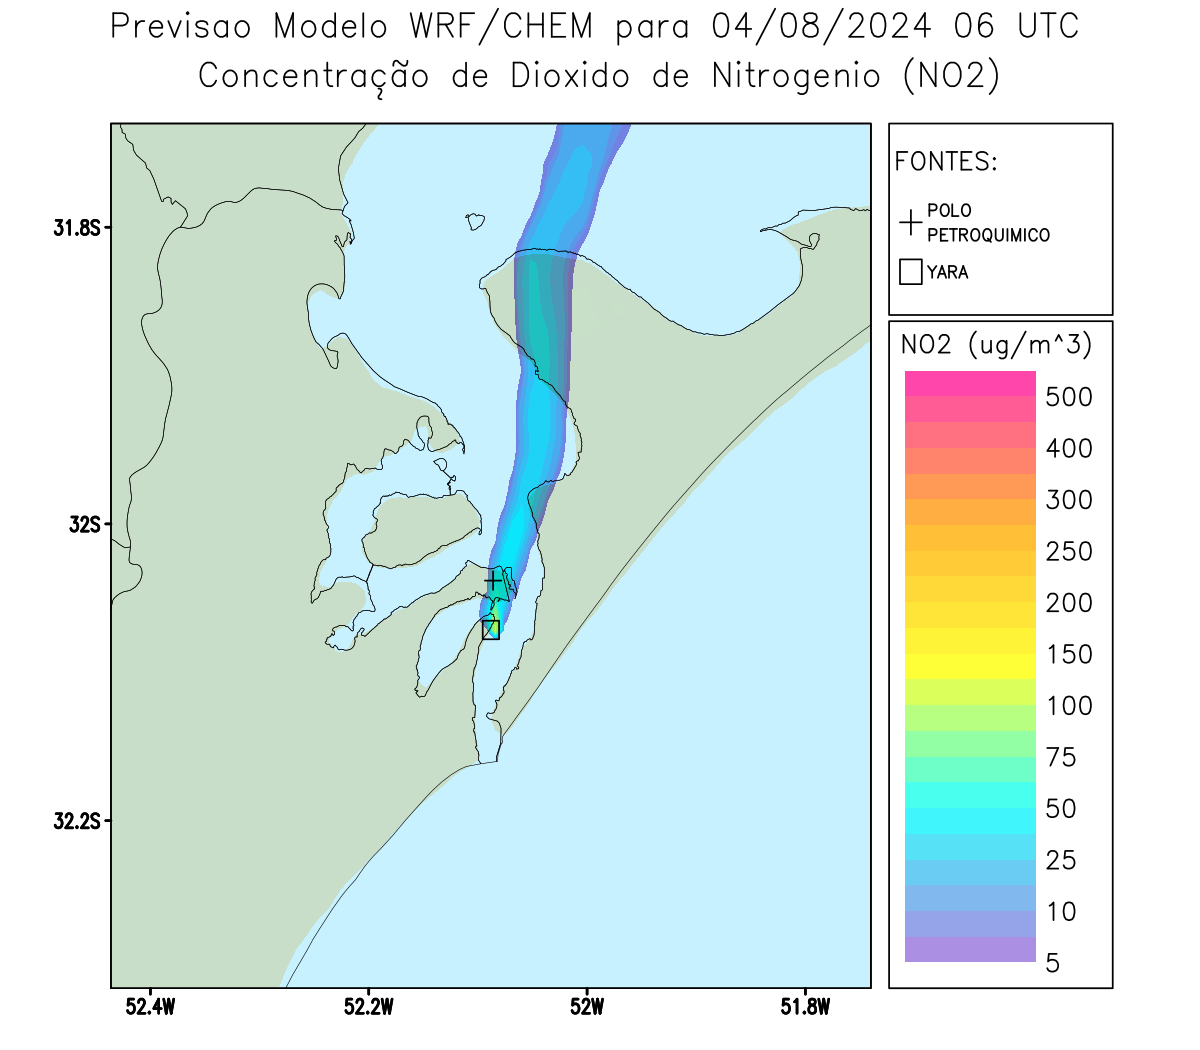 Previsao Modelo WRF/CHEM para 04/08/2024 06 UTC
Concentração de Dioxido de Nitrogenio (NO2)
FONTES:
POLO
PETROQUIMICO
YARA
NO2 (ug/m^3)
500
400
300
250
200
150
100
75
50
25
10
5
31.8S
32S
32.2S
52.4W
52.2W
52W
51.8W